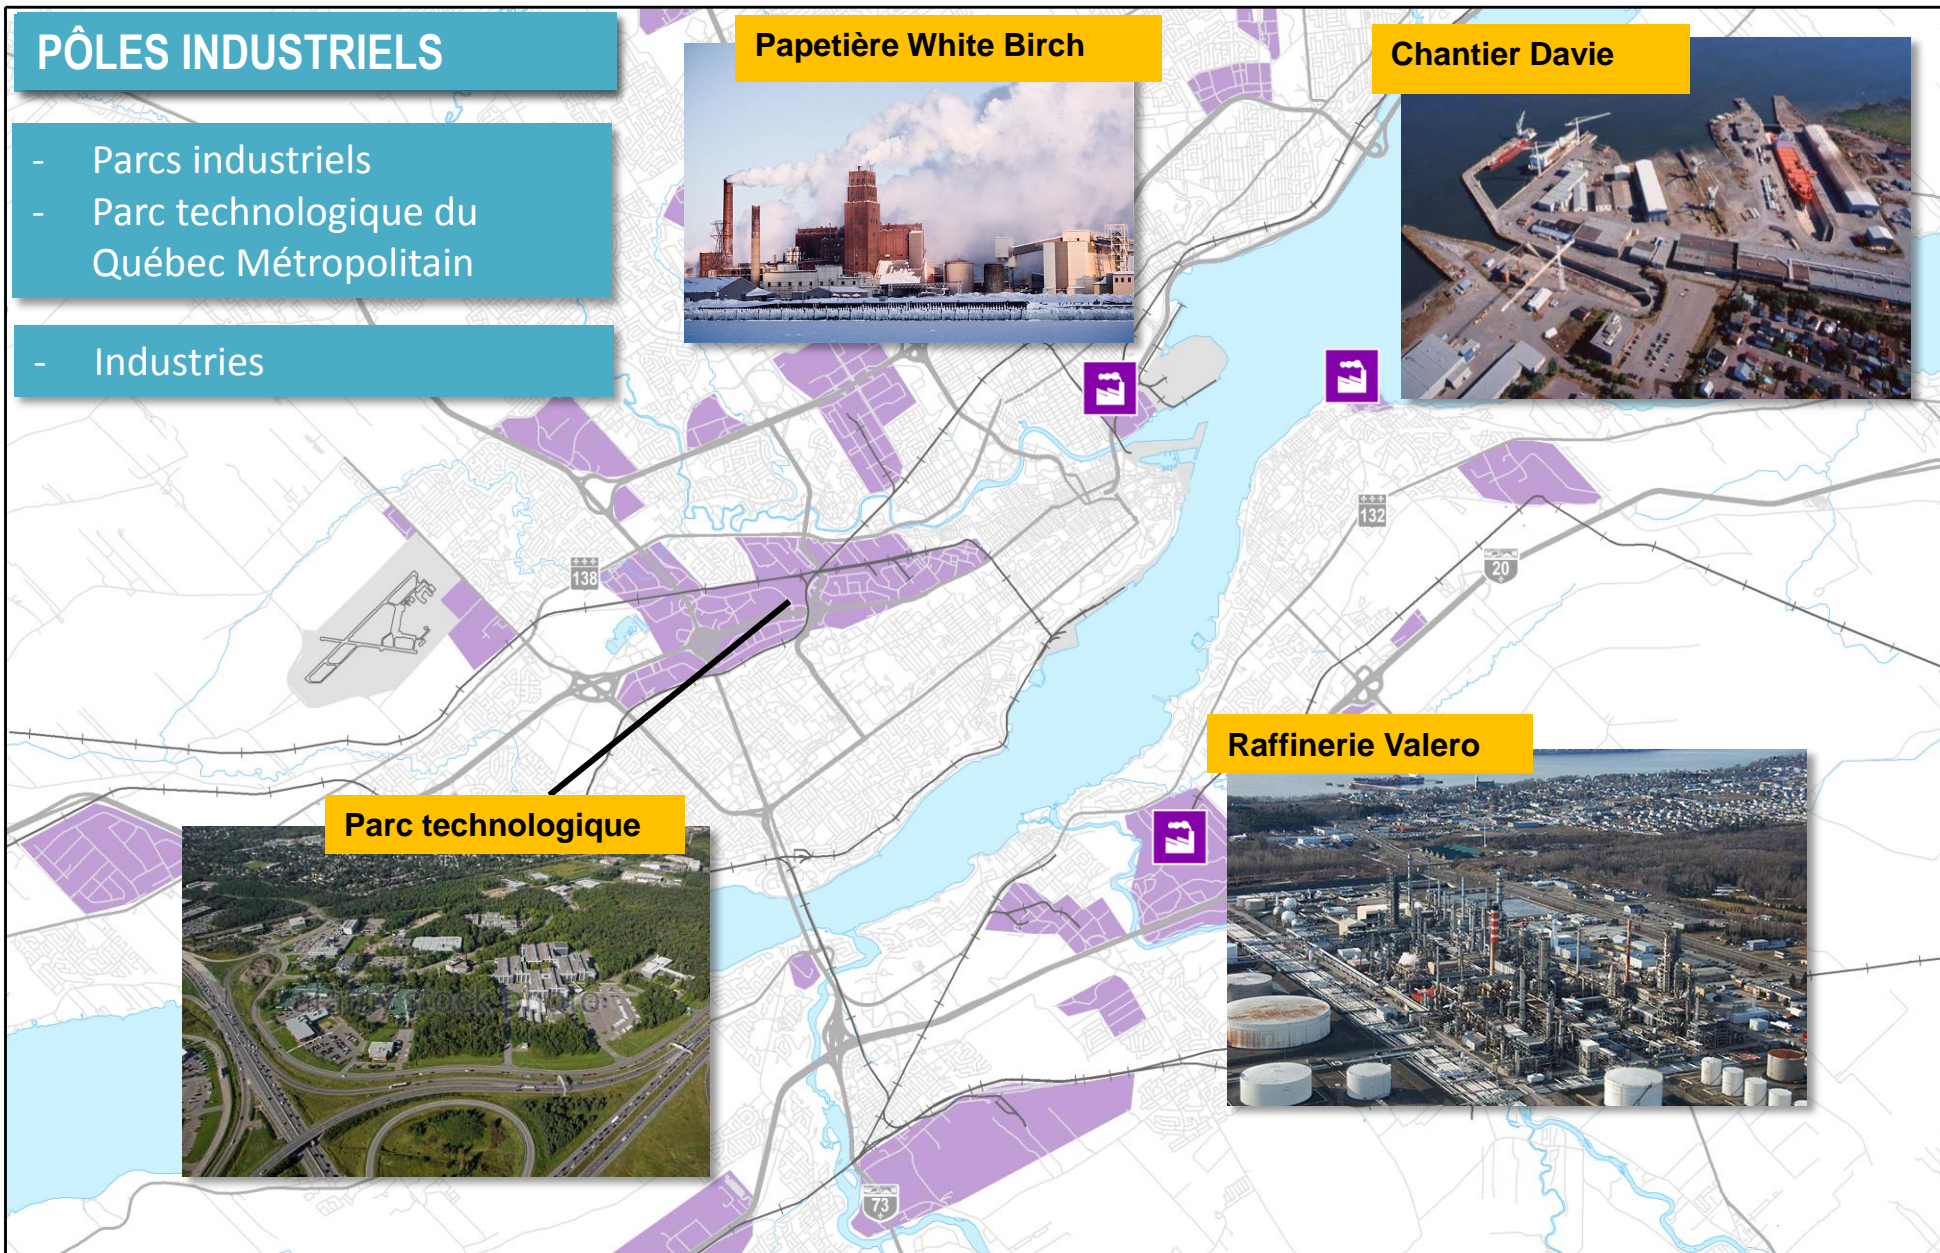 PÔLES INDUSTRIELS
- Parcs industriels
- Parc technologique du
Québec Métropolitain
- Industries
Papetière White Birch
Chantier Davie
138
132
20
Raffinerie Valero
Parc technologique
73